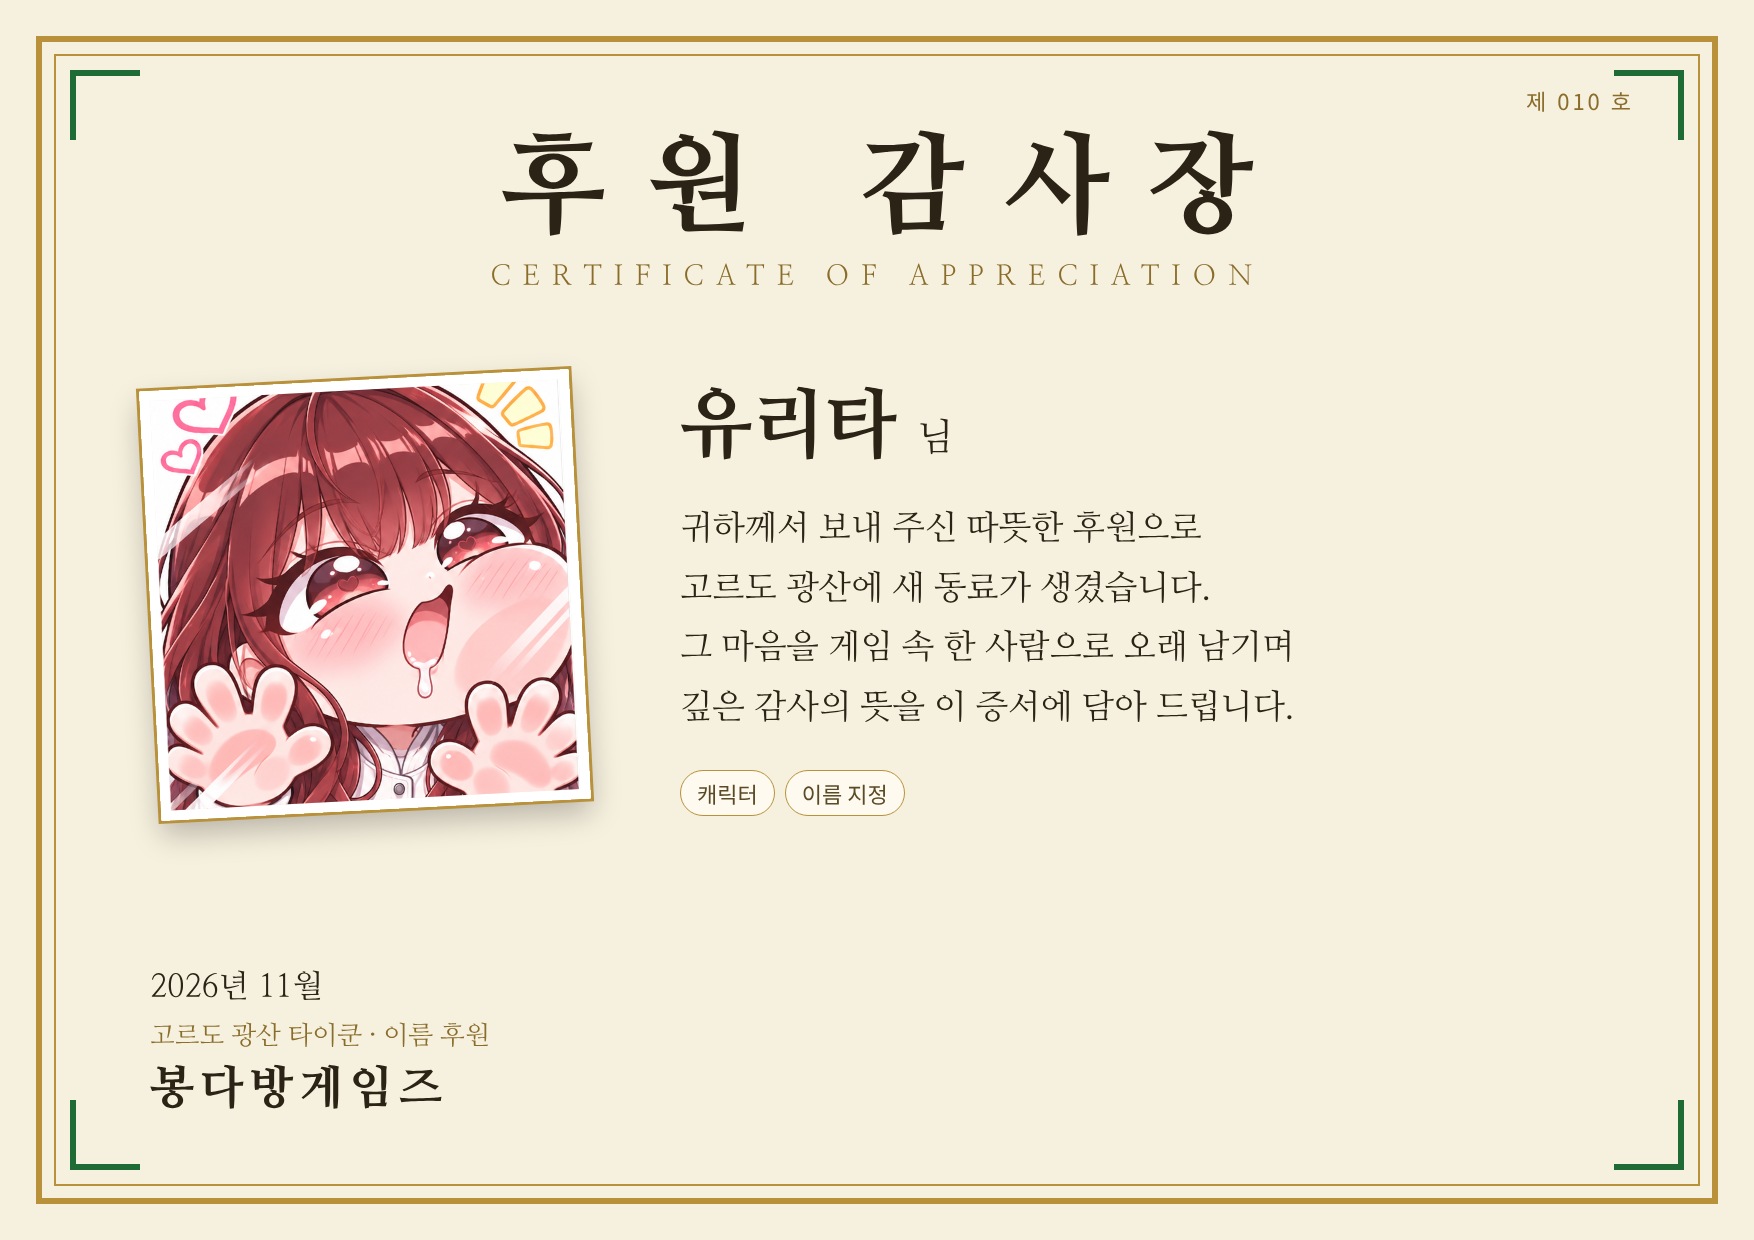 제 010 호
후원 감사장
CERTIFICATE OF APPRECIATION
유리타 님
귀하께서 보내 주신 따뜻한 후원으로
고르도 광산에 새 동료가 생겼습니다.
그 마음을 게임 속 한 사람으로 오래 남기며
깊은 감사의 뜻을 이 증서에 담아 드립니다.
캐릭터 이름 지정
2026년 11월
고르도 광산 타이쿤 · 이름 후원
봉다방게임즈